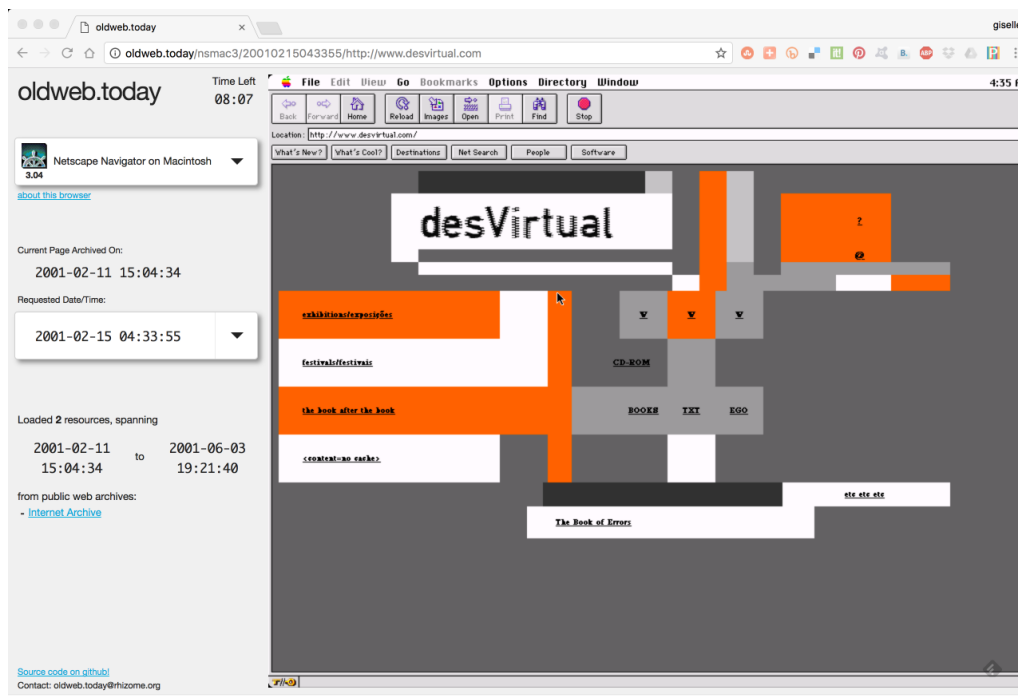 oldweb.today
giselle
oldweb.today/nsmac3/20010215043355/http://www.desvirtual.com
oldweb.today
Time Left
08:07
Netscape Navigator on Macintosh
3.04
about this browser
Current Page Archived On:
2001-02-11 15:04:34
Requested Date/Time:
2001-02-15 04:33:55
Loaded 2 resources, spanning
2001-02-11 15:04:34 to 2001-06-03 19:21:40
from public web archives:
- Internet Archive
Source code on github!
Contact: oldweb.today@rhizome.org
File Edit View Go Bookmarks Options Directory Window
4:35
Back Forward Home Reload Images Open Print Find Stop
Location: http://www.desvirtual.com/
What's New? What's Cool? Destinations Net Search People Software
desVirtual
?
@
exhibitions/exposições
V V V
festivals/festivais
CD-ROM
the book after the book
BOOKS TXT EGO
<content=no cache>
etc etc etc
The Book of Errors